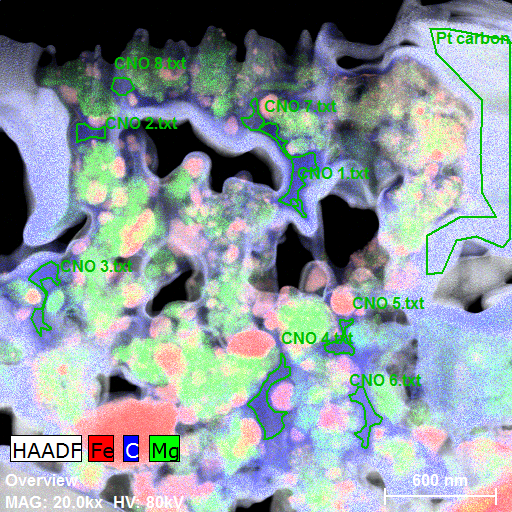 Pt carbon
CNO 8.txt
CNO 7.txt
CNO 2.txt
CNO 1.txt
CNO 3.txt
CNO 5.txt
CNO 4.txt
CNO 6.txt
HAADF Fe C Mg
Overview
600 nm
MAG: 20.0kx HV: 80kV